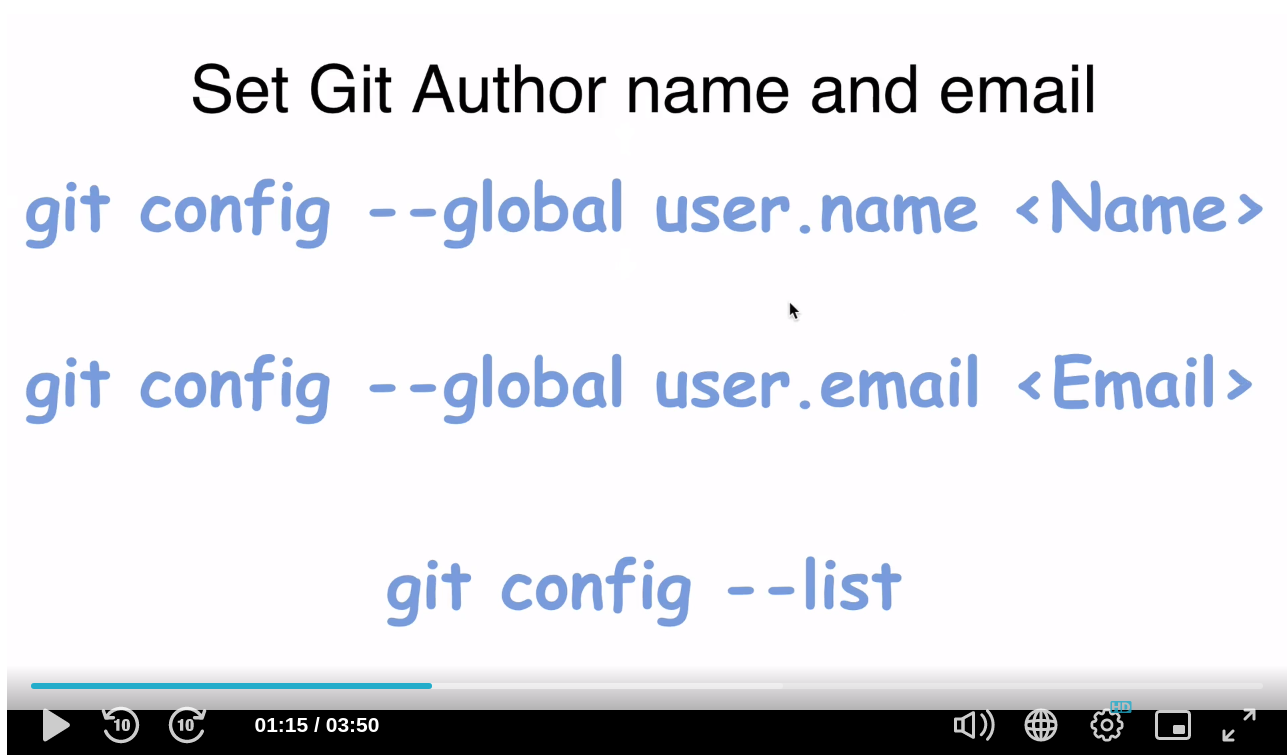 Set Git Author name and email
git config --global user.name <Name>
git config --global user.email <Email>
git config --list
10
10
01:15 / 03:50
HD